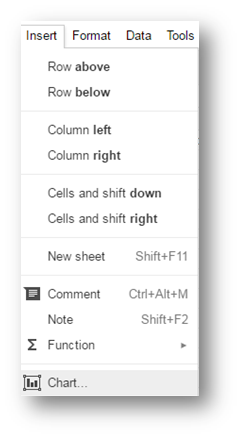 Insert Format Data Tools
Row above
Row below
Column left
Column right
Cells and shift down
Cells and shift right
New sheet Shift+F11
Comment Ctrl+Alt+M
Note Shift+F2
Σ Function ►
Chart...